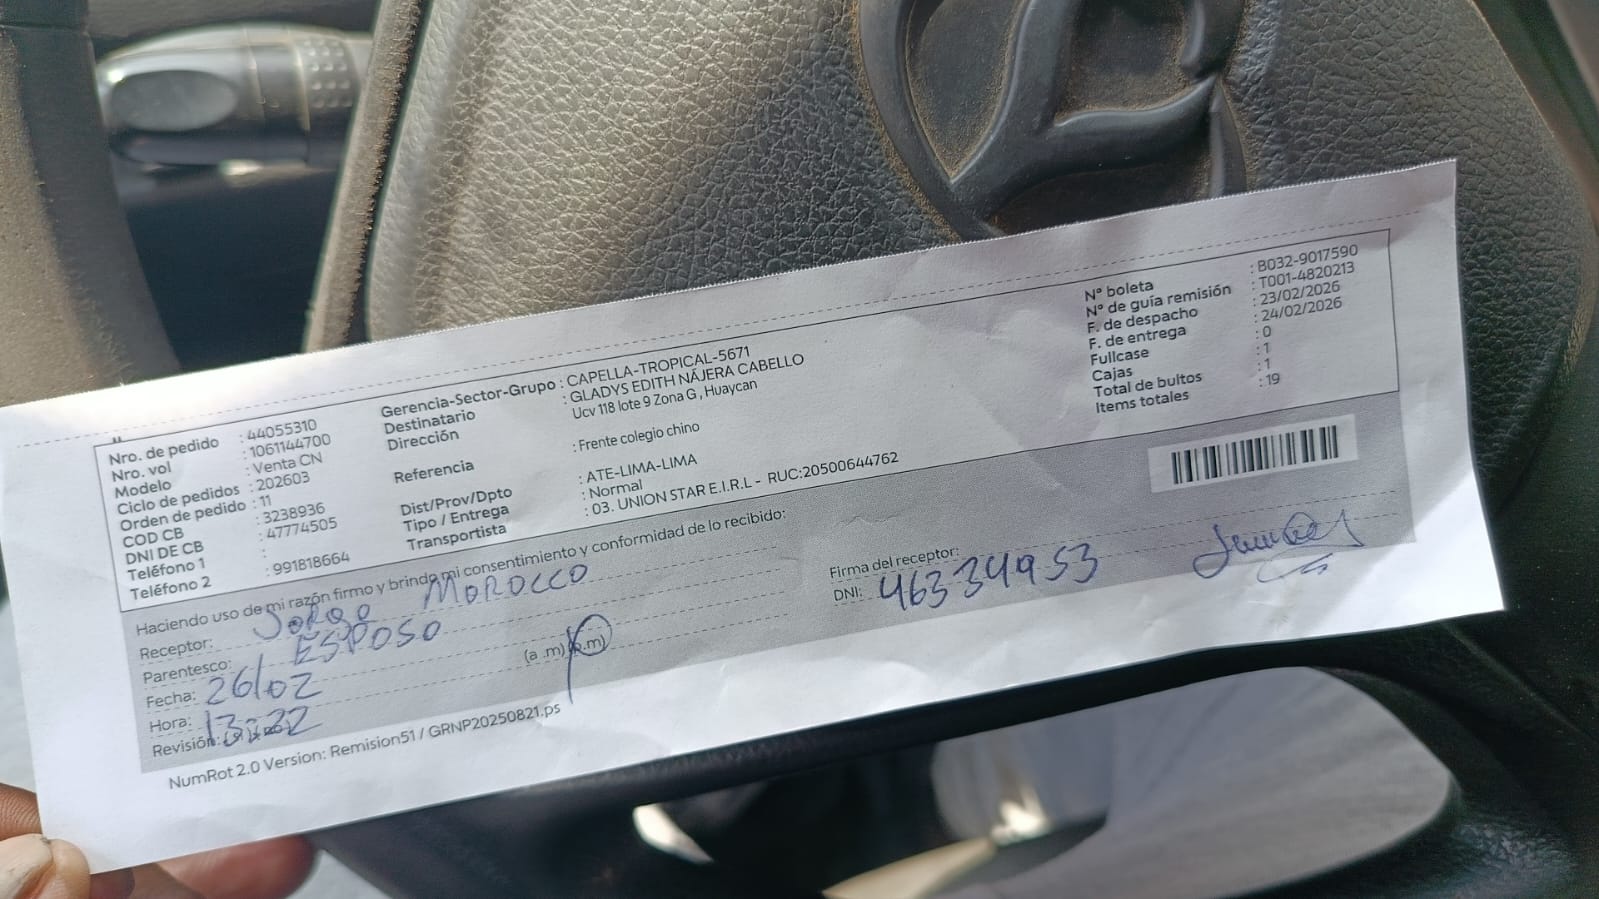 Nro. de pedido : 44055310
Nro. vol : 1061144700
Modelo : Venta CN
Ciclo de pedidos : 202603
Orden de pedido : 11
COD CB : 3238936
DNI DE CB : 47774505
Teléfono 1 :
Teléfono 2 : 991818664
Gerencia-Sector-Grupo : CAPELLA-TROPICAL-5671
Destinatario : GLADYS EDITH NÁJERA CABELLO
Dirección Ucv 118 lote 9 Zona G , Huaycan
Referencia : Frente colegio chino
Dist/Prov/Dpto : ATE-LIMA-LIMA
Tipo / Entrega : Normal
Transportista : 03. UNION STAR E.I.R.L - RUC:20500644762
N° boleta : B032-9017590
N° de guía remisión : T001-4820213
F. de despacho : 23/02/2026
F. de entrega : 24/02/2026
Fullcase : 0
Cajas : 1
Total de bultos : 1
Items totales : 19
Haciendo uso de mi razón firmo y brindo mi consentimiento y conformidad de lo recibido:
Receptor: JORGO MOROCCO
Parentesco: ESPOSO
Fecha: 26/02
Hora: 13:22 (a .m) (p.m)
Revisión:
Firma del receptor:
DNI: 46334953
NumRot 2.0 Version: Remision51 / GRNP20250821.ps